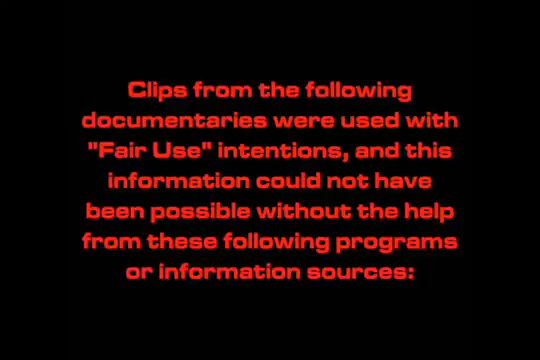 Clips from the following
documentaries were used with
"Fair Use" intentions, and this
information could not have
been possible without the help
from these following programs
or information sources: